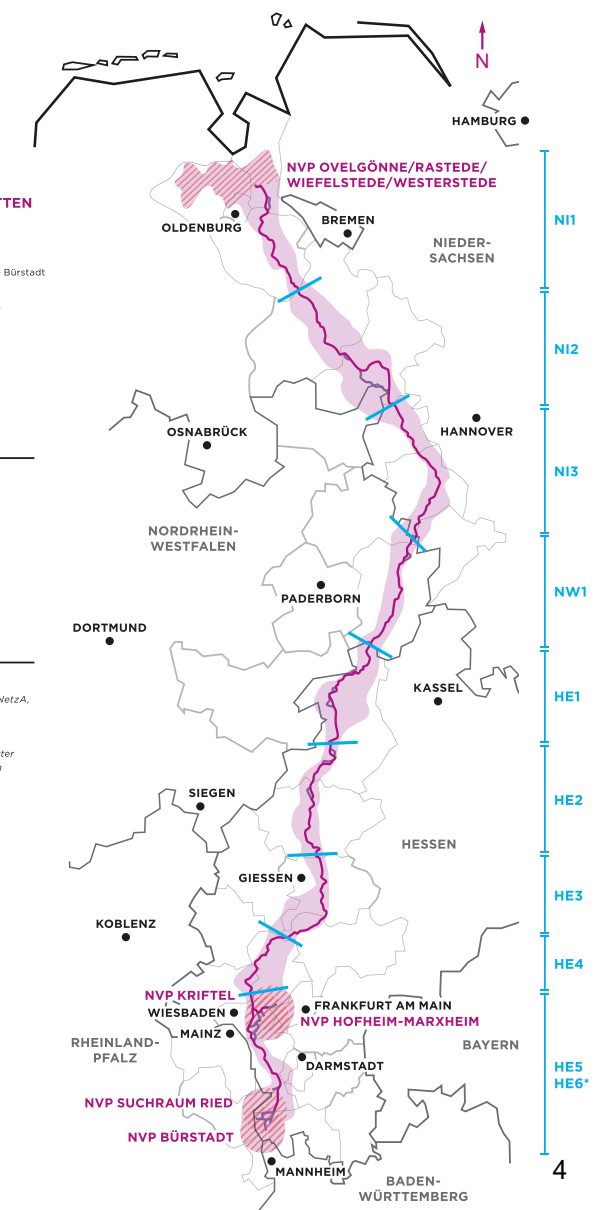 N
HAMBURG
NVP OVELGÖNNE/RASTEDE/
WIEFELSTEDE/WESTERSTEDE
TTEN
OLDENBURG
BREMEN
NI1
NIEDER-
SACHSEN
Bürstadt
NI2
OSNABRÜCK
HANNOVER
NI3
NORDRHEIN-
WESTFALEN
PADERBORN
NW1
DORTMUND
KASSEL
HE1
NetzA,
ter
SIEGEN
HE2
HESSEN
GIESSEN
HE3
KOBLENZ
HE4
NVP KRIFTEL
FRANKFURT AM MAIN
WIESBADEN
NVP HOFHEIM-MARXHEIM
MAINZ
RHEINLAND-
PFALZ
BAYERN
DARMSTADT
HE5
HE6*
NVP SUCHRAUM RIED
NVP BÜRSTADT
MANNHEIM
4
BADEN-
WÜRTTEMBERG